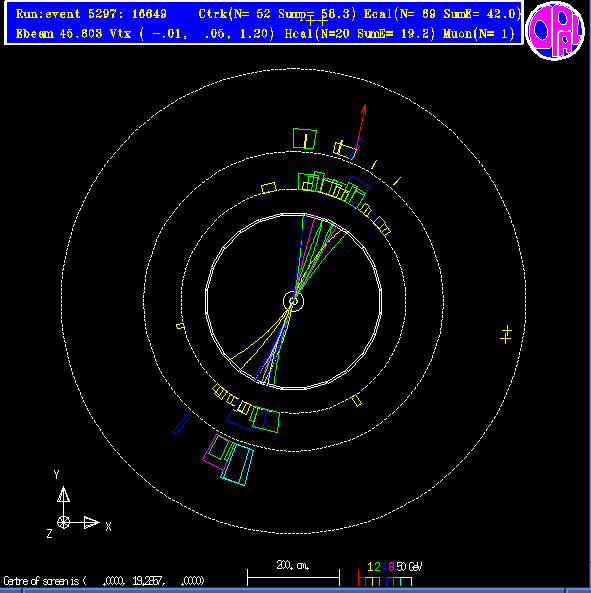 Run:event 5297: 16649 Ctrk(N= 52 Sump= 58.3) Ecal(N= 69 SumE= 42.0)
Ebeam 45.603 Vtx ( -.01, .05, 1.20) Hcal(N=20 SumE= 19.2) Muon(N= 1)
OPAL
Y
X
Z
200. cm.
1 2 4 8 50 GeV
Centre of screen is ( .0000, 19.2857, .0000)